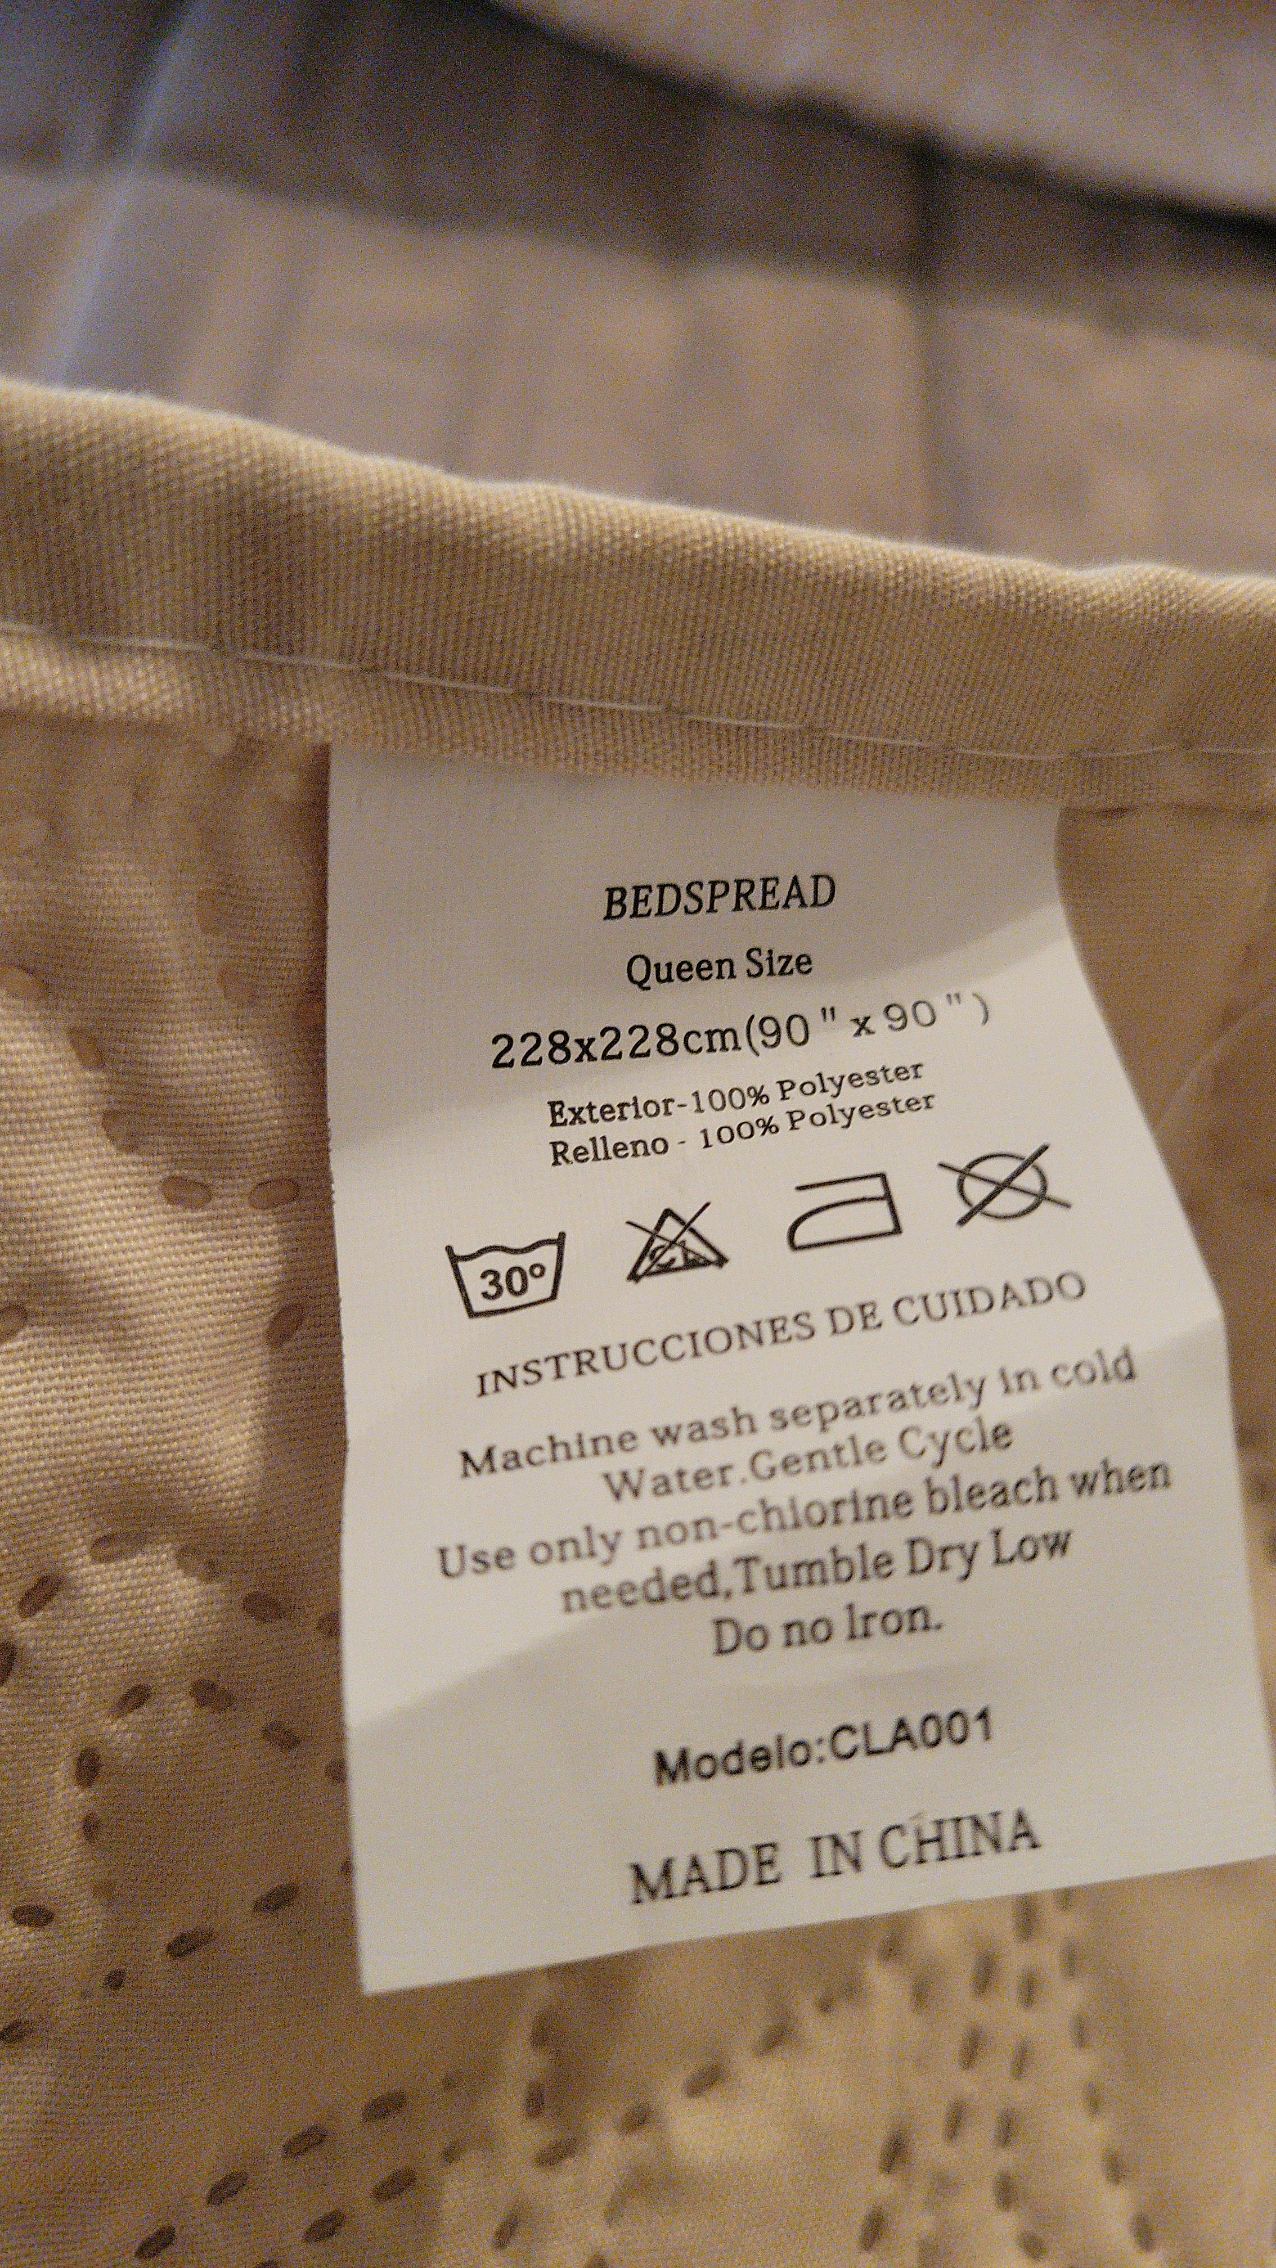 BEDSPREAD
Queen Size
228x228cm(90 " x 90 " )
Exterior-100% Polyester
Relleno - 100% Polyester
30° CL
INSTRUCCIONES DE CUIDADO
Machine wash separately in cold
Water.Gentle Cycle
Use only non-chlorine bleach when
needed,Tumble Dry Low
Do no Iron.
Modelo:CLA001
MADE IN CHINA